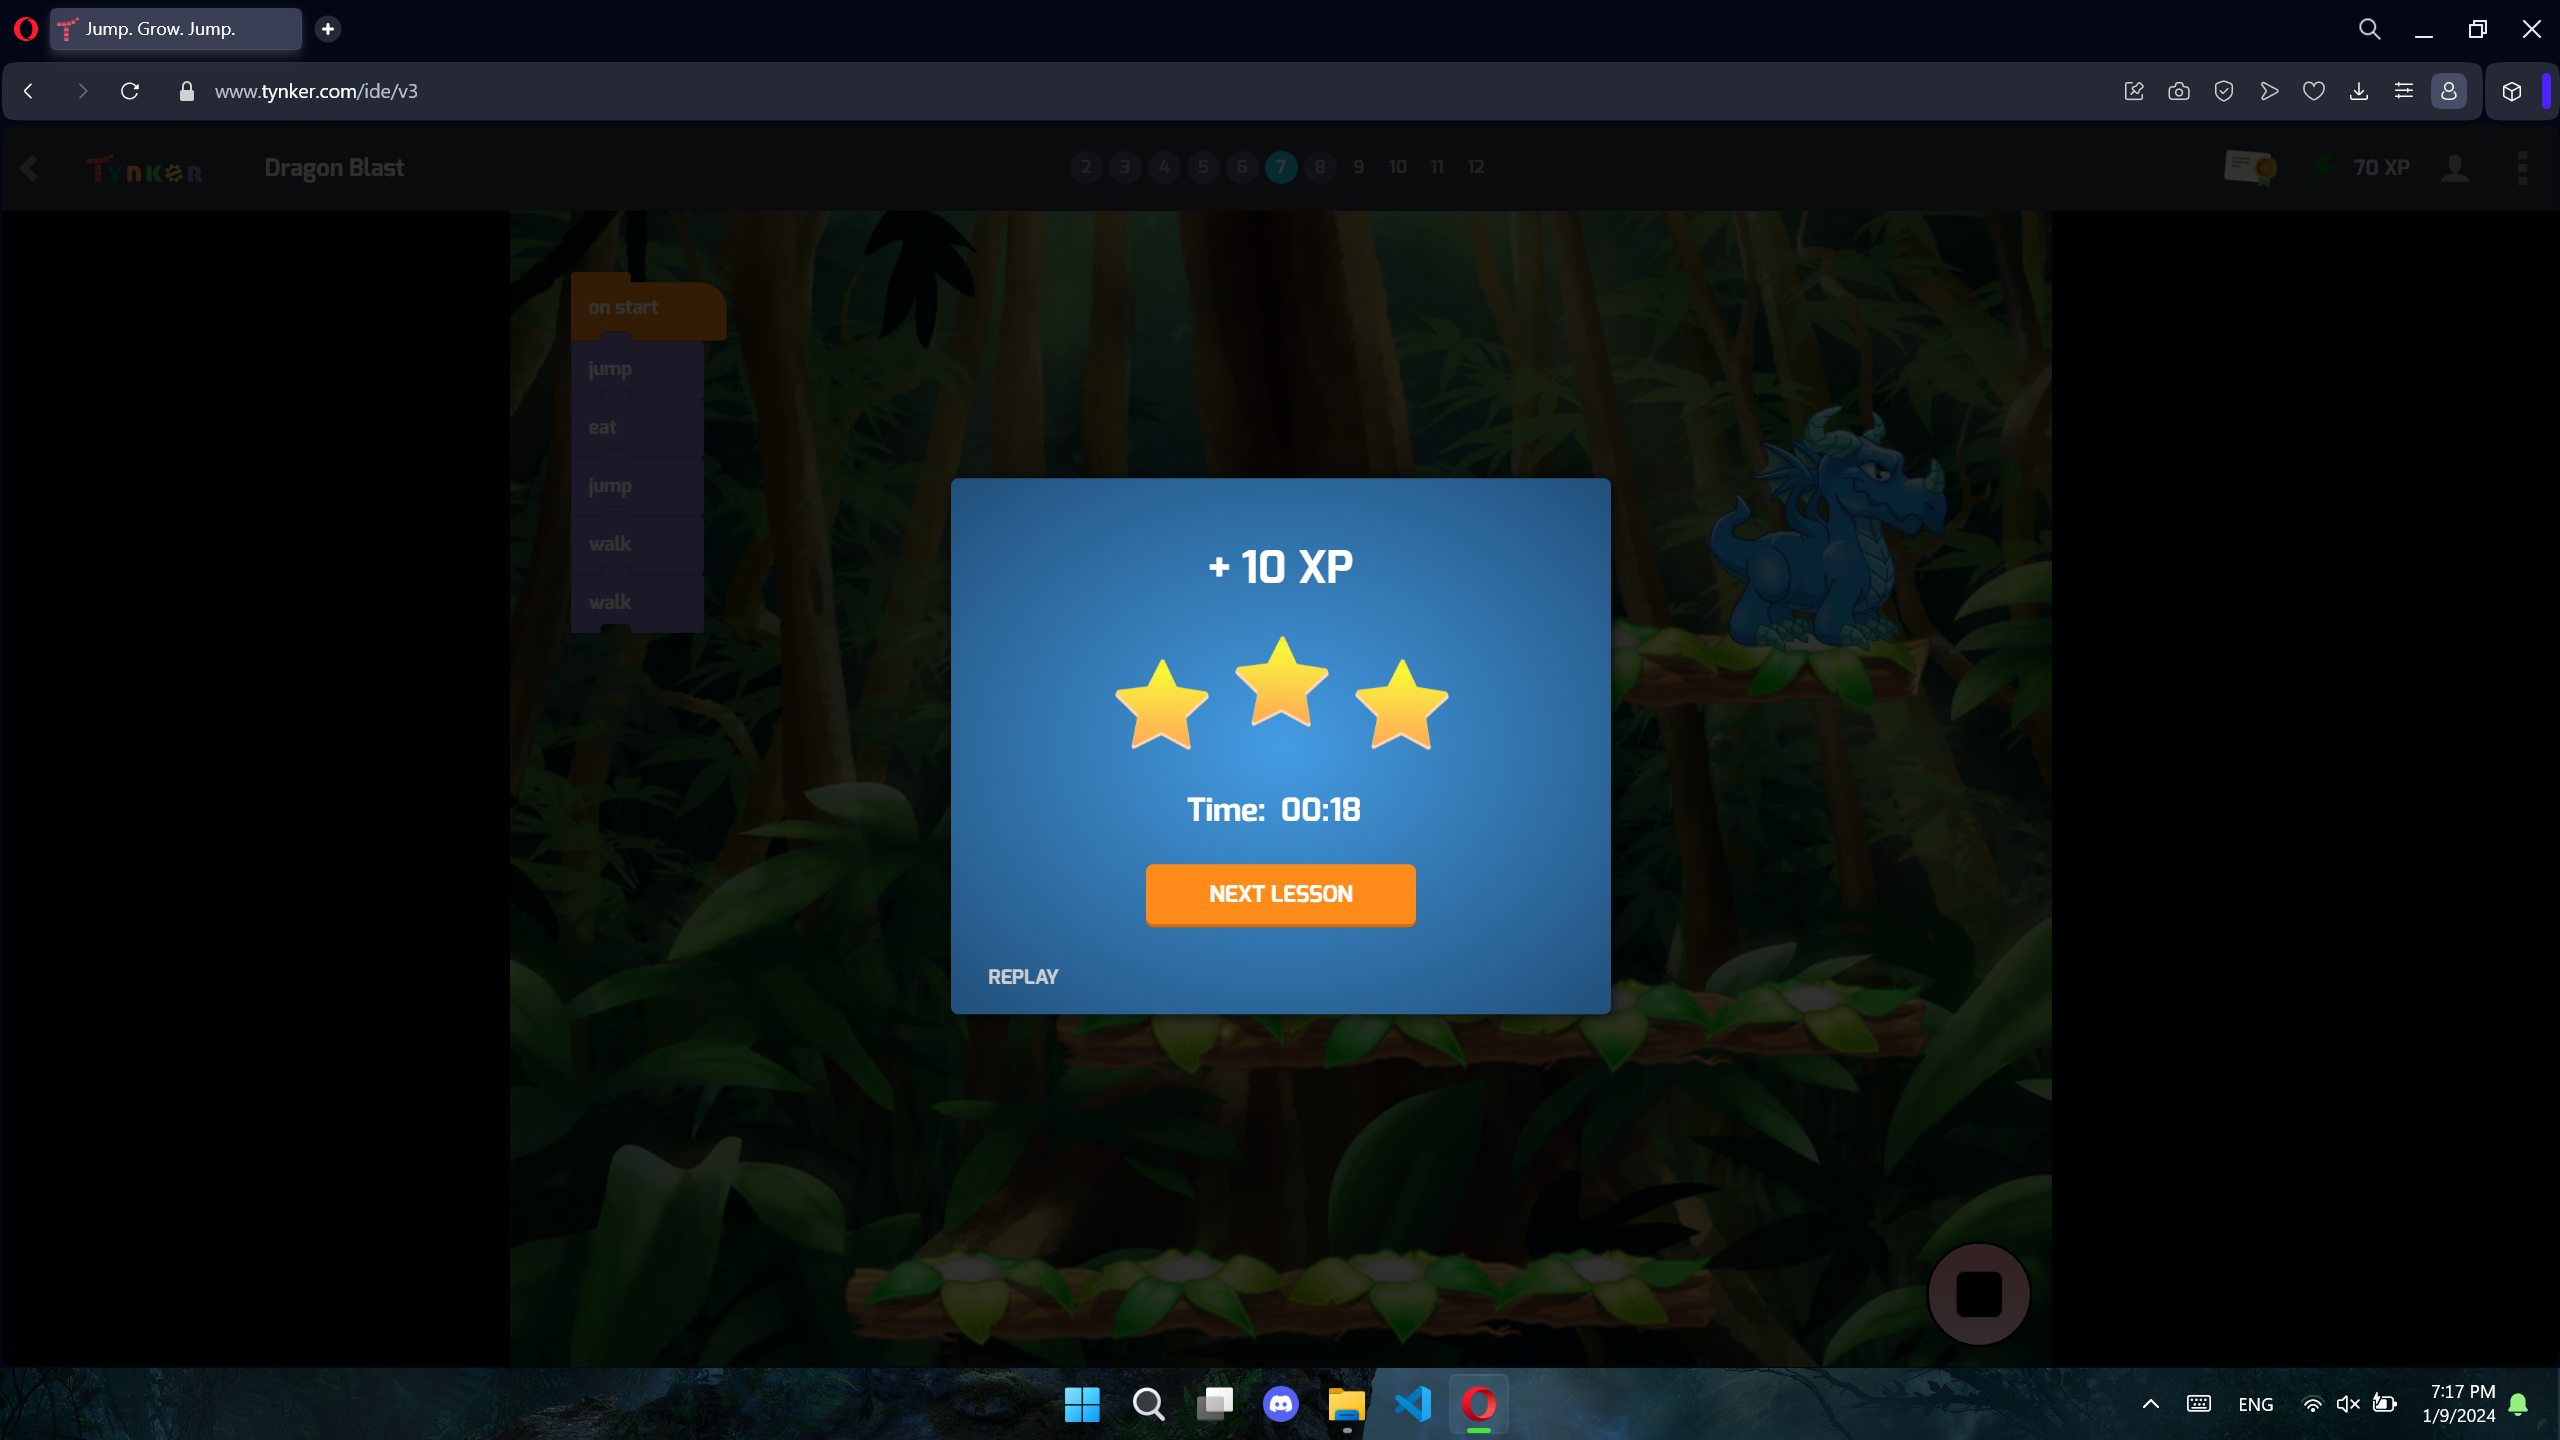 Jump. Grow. Jump.
www.tynker.com/ide/v3
TYNKER
Dragon Blast
2 3 4 5 6 7 8 9 10 11 12
70 XP
on start
jump
eat
jump
walk
walk
+ 10 XP
Time: 00:18
NEXT LESSON
REPLAY
ENG
7:17 PM
1/9/2024